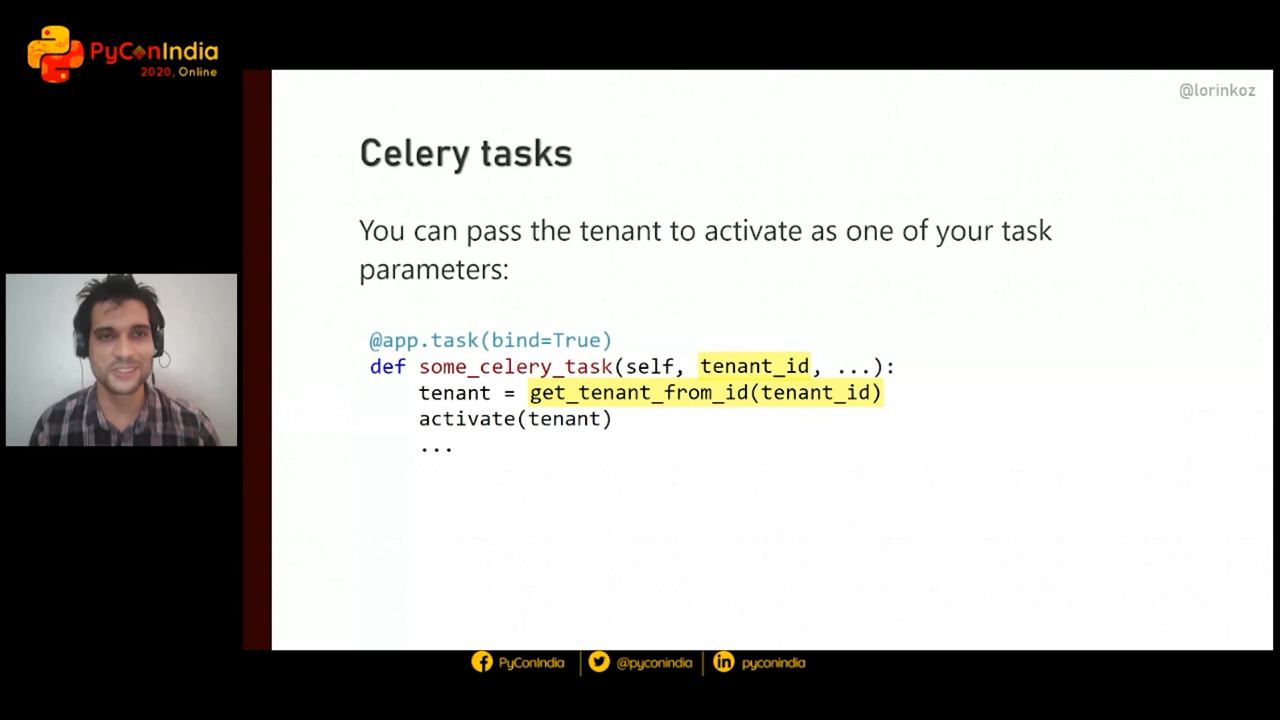 PyConIndia
2020, Online
@lorinkoz
Celery tasks
You can pass the tenant to activate as one of your task
parameters:
@app.task(bind=True)
def some_celery_task(self, tenant_id, ...):
    tenant = get_tenant_from_id(tenant_id)
    activate(tenant)
    ...
PyConIndia
@pyconindia
pyconindia